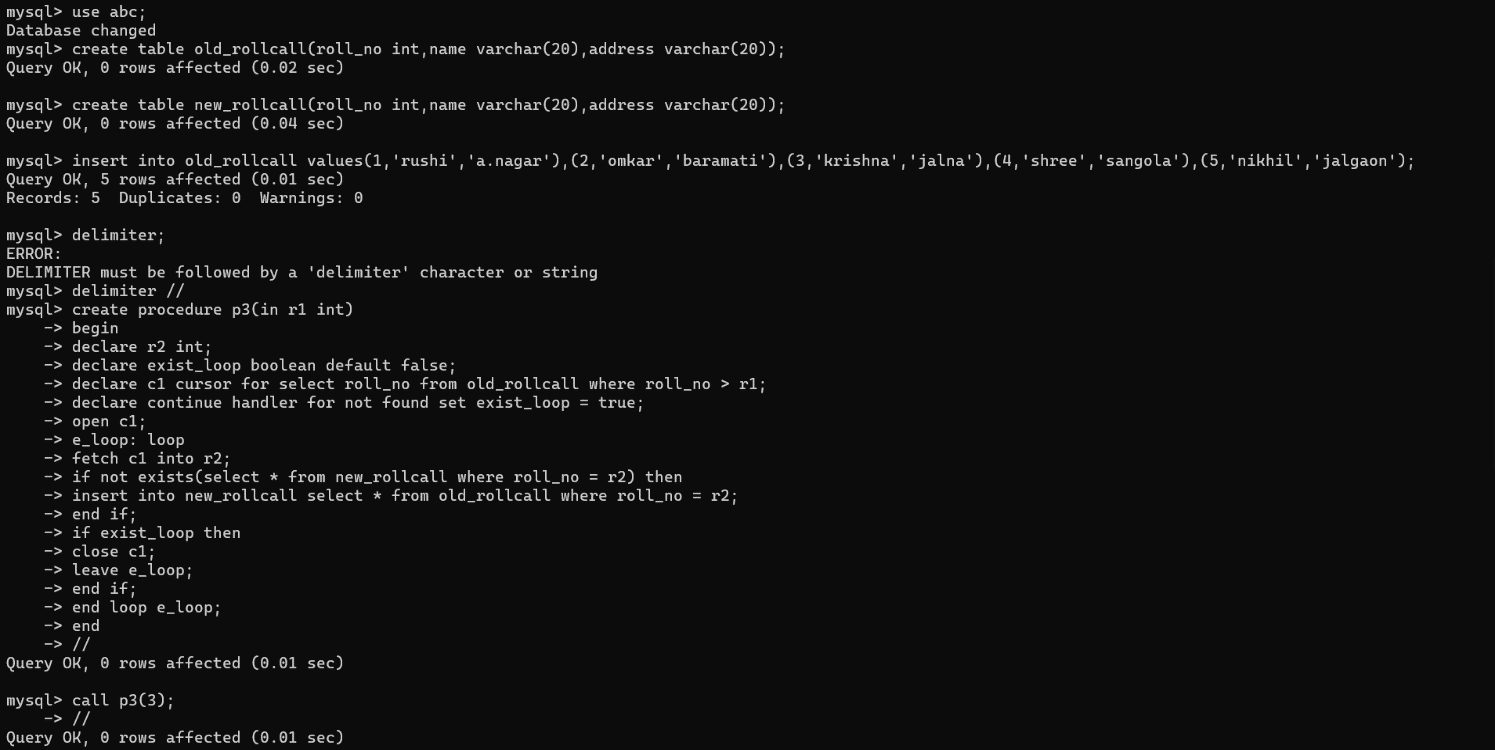 mysql> use abc;
Database changed
mysql> create table old_rollcall(roll_no int,name varchar(20),address varchar(20));
Query OK, 0 rows affected (0.02 sec)
mysql> create table new_rollcall(roll_no int,name varchar(20),address varchar(20));
Query OK, 0 rows affected (0.04 sec)
mysql> insert into old_rollcall values(1,'rushi','a.nagar'),(2,'omkar','baramati'),(3,'krishna','jalna'),(4,'shree','sangola'),(5,'nikhil','jalgaon');
Query OK, 5 rows affected (0.01 sec)
Records: 5  Duplicates: 0  Warnings: 0
mysql> delimiter;
ERROR:
DELIMITER must be followed by a 'delimiter' character or string
mysql> delimiter //
mysql> create procedure p3(in r1 int)
    -> begin
    -> declare r2 int;
    -> declare exist_loop boolean default false;
    -> declare c1 cursor for select roll_no from old_rollcall where roll_no > r1;
    -> declare continue handler for not found set exist_loop = true;
    -> open c1;
    -> e_loop: loop
    -> fetch c1 into r2;
    -> if not exists(select * from new_rollcall where roll_no = r2) then
    -> insert into new_rollcall select * from old_rollcall where roll_no = r2;
    -> end if;
    -> if exist_loop then
    -> close c1;
    -> leave e_loop;
    -> end if;
    -> end loop e_loop;
    -> end
    -> //
Query OK, 0 rows affected (0.01 sec)
mysql> call p3(3);
    -> //
Query OK, 0 rows affected (0.01 sec)